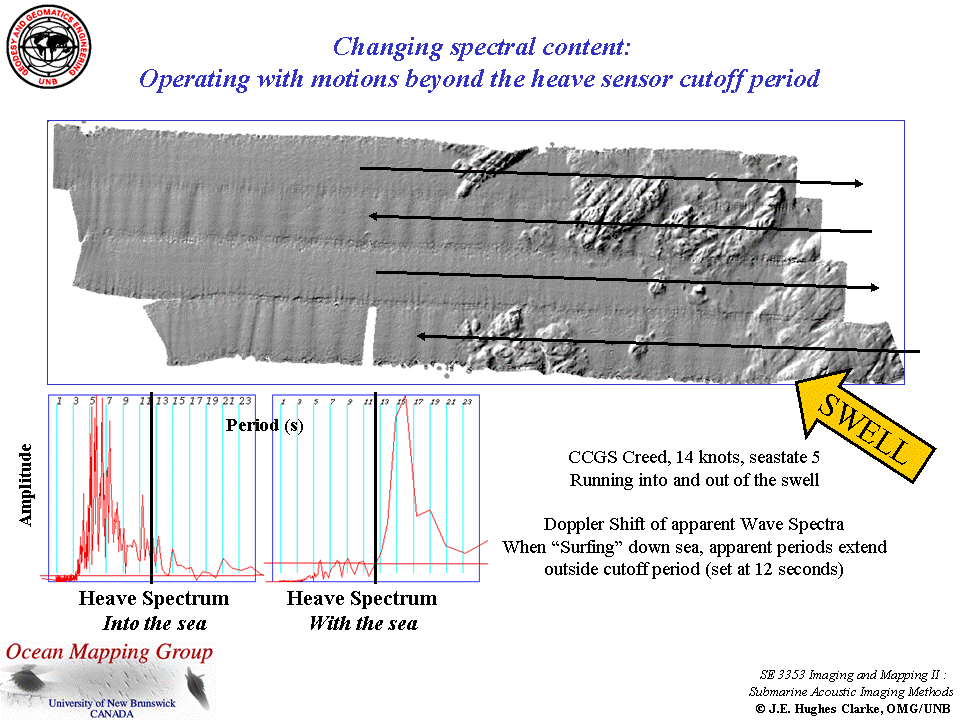 GEODESY AND GEOMATICS ENGINEERING
UNB
Changing spectral content:
Operating with motions beyond the heave sensor cutoff period
SWELL
1 3 5 7 9 11 13 15 17 19 21 23
1 3 5 7 9 11 13 15 17 19 21 23
Period (s)
Amplitude
CCGS Creed, 14 knots, seastate 5
Running into and out of the swell
Doppler Shift of apparent Wave Spectra
When “Surfing” down sea, apparent periods extend
outside cutoff period (set at 12 seconds)
Heave Spectrum
Into the sea
Heave Spectrum
With the sea
Ocean Mapping Group
University of New Brunswick
CANADA
SE 3353 Imaging and Mapping II :
Submarine Acoustic Imaging Methods
© J.E. Hughes Clarke, OMG/UNB